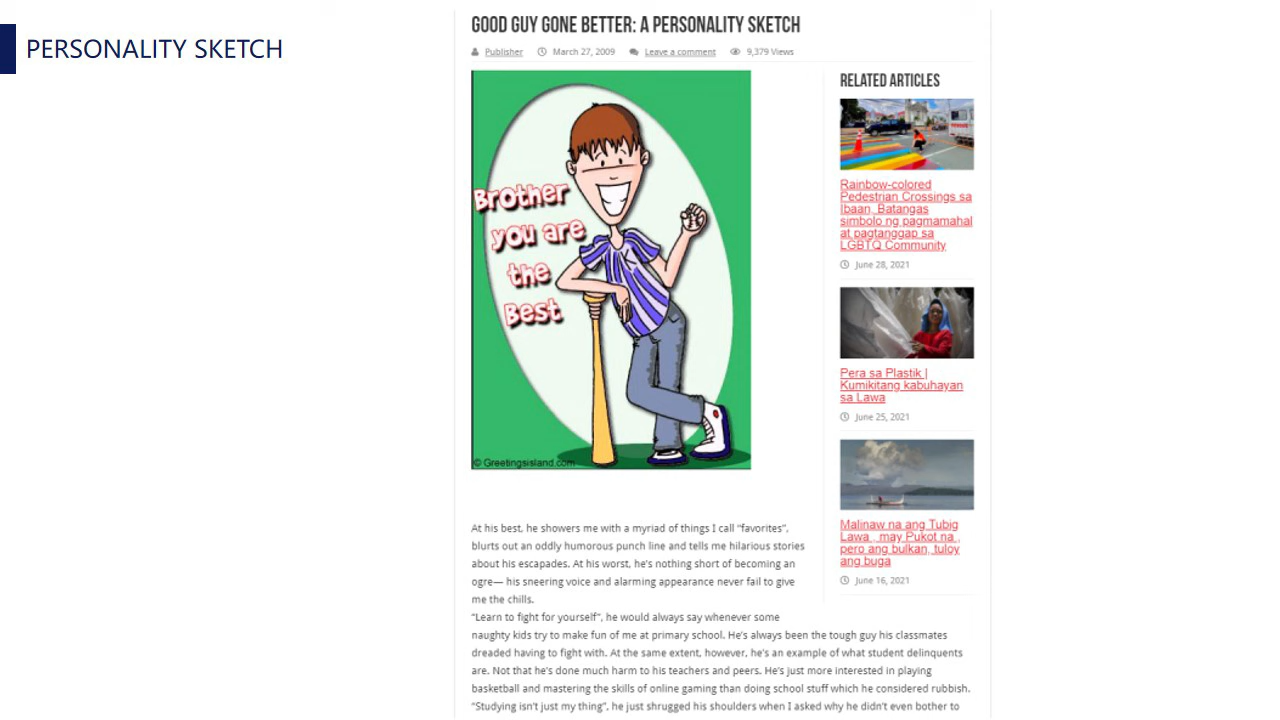 PERSONALITY SKETCH
GOOD GUY GONE BETTER: A PERSONALITY SKETCH
Publisher March 27, 2009 Leave a comment 9,379 Views
Brother
you are
the
Best
© Greetingsisland.com
RELATED ARTICLES
Rainbow-colored
Pedestrian Crossings sa
Ibaan, Batangas
simbolo ng pagmamahal
at pagtanggap sa
LGBTQ Community
June 28, 2021
Pera sa Plastik |
Kumikitang kabuhayan
sa Lawa
June 25, 2021
Malinaw na ang Tubig
Lawa , may Pukot na ,
pero ang bulkan, tuloy
ang buga
June 16, 2021
At his best, he showers me with a myriad of things I call “favorites”,
blurts out an oddly humorous punch line and tells me hilarious stories
about his escapades. At his worst, he’s nothing short of becoming an
ogre— his sneering voice and alarming appearance never fail to give
me the chills.
“Learn to fight for yourself”, he would always say whenever some
naughty kids try to make fun of me at primary school. He’s always been the tough guy his classmates
dreaded having to fight with. At the same extent, however, he’s an example of what student delinquents
are. Not that he’s done much harm to his teachers and peers. He’s just more interested in playing
basketball and mastering the skills of online gaming than doing school stuff which he considered rubbish.
“Studying isn’t just my thing”, he just shrugged his shoulders when I asked why he didn’t even bother to